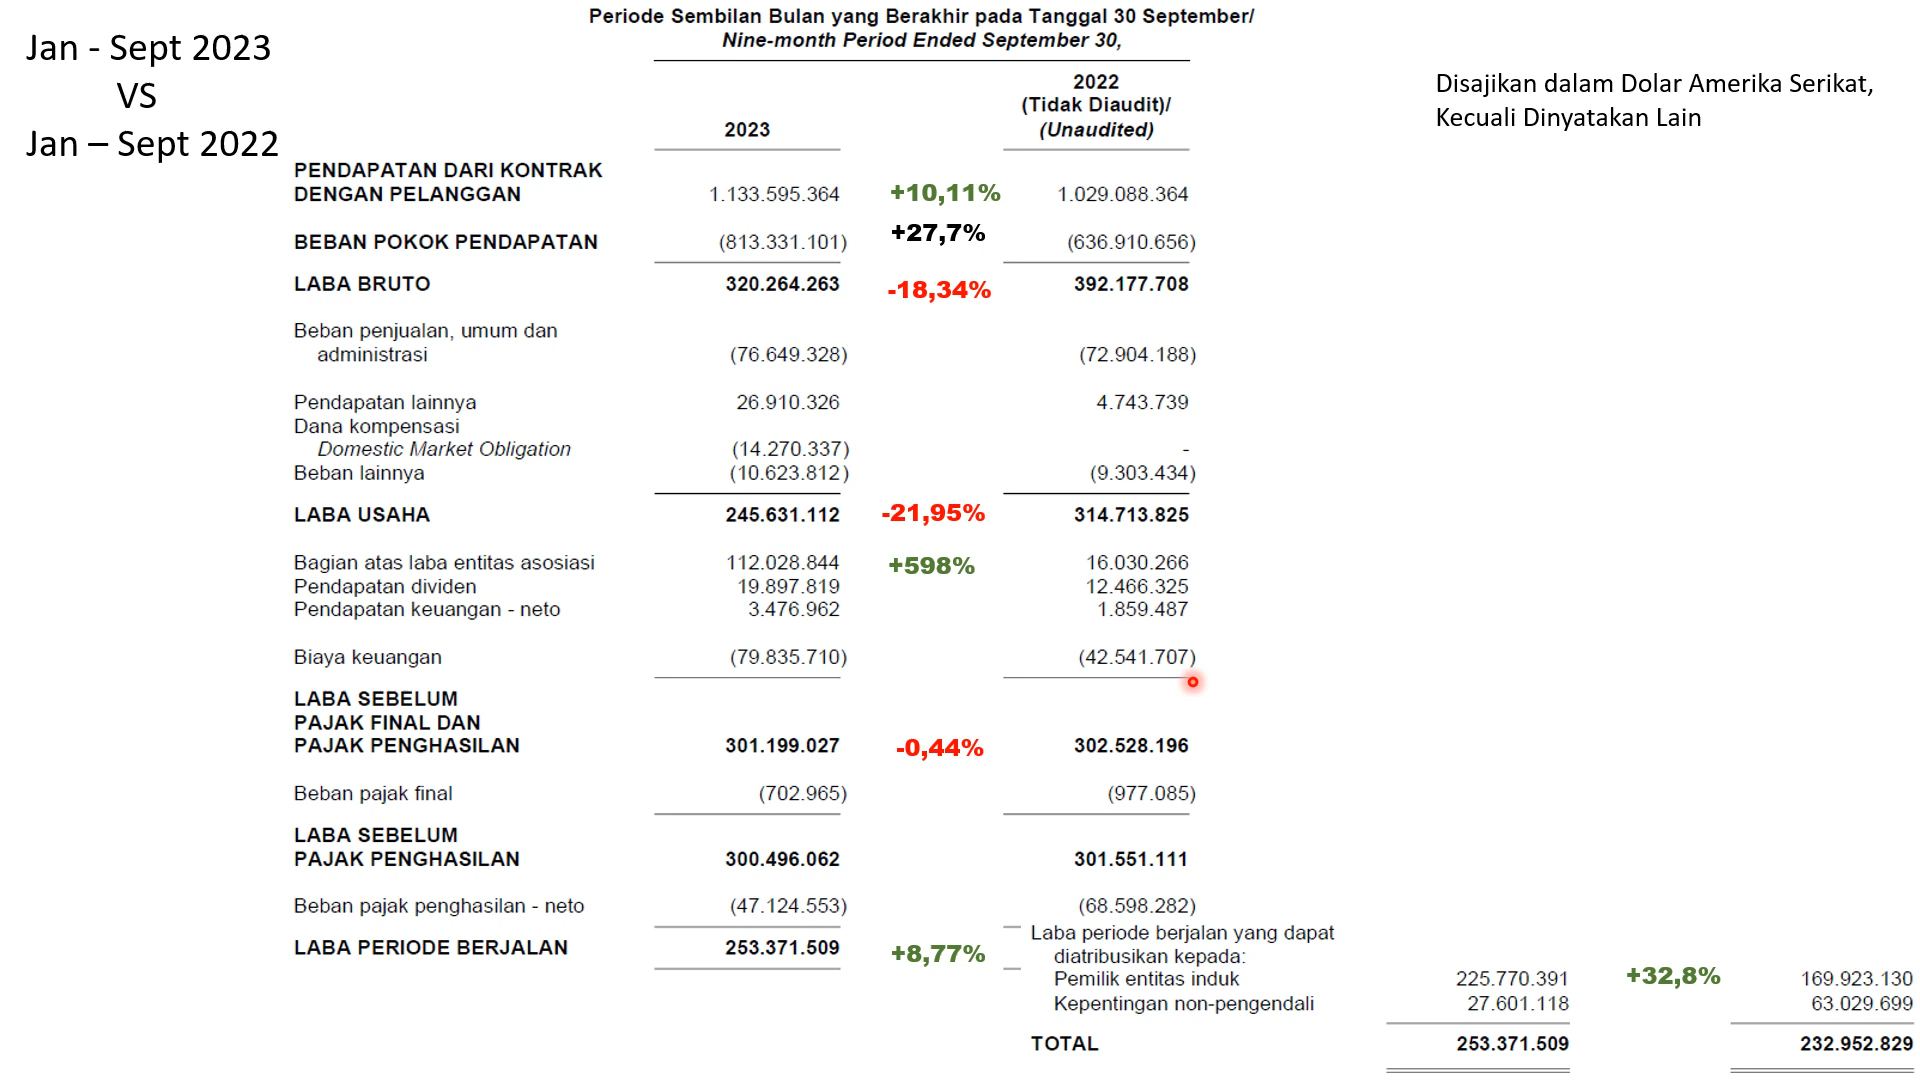 Periode Sembilan Bulan yang Berakhir pada Tanggal 30 September/
Nine-month Period Ended September 30,
Jan - Sept 2023
VS
Jan – Sept 2022
Disajikan dalam Dolar Amerika Serikat,
Kecuali Dinyatakan Lain
2022
(Tidak Diaudit)/
2023 (Unaudited)
PENDAPATAN DARI KONTRAK
DENGAN PELANGGAN 1.133.595.364 +10,11% 1.029.088.364
BEBAN POKOK PENDAPATAN (813.331.101) +27,7% (636.910.656)
LABA BRUTO 320.264.263 -18,34% 392.177.708
Beban penjualan, umum dan
administrasi (76.649.328) (72.904.188)
Pendapatan lainnya 26.910.326 4.743.739
Dana kompensasi
Domestic Market Obligation (14.270.337) -
Beban lainnya (10.623.812) (9.303.434)
LABA USAHA 245.631.112 -21,95% 314.713.825
Bagian atas laba entitas asosiasi 112.028.844 +598% 16.030.266
Pendapatan dividen 19.897.819 12.466.325
Pendapatan keuangan - neto 3.476.962 1.859.487
Biaya keuangan (79.835.710) (42.541.707)
LABA SEBELUM
PAJAK FINAL DAN
PAJAK PENGHASILAN 301.199.027 -0,44% 302.528.196
Beban pajak final (702.965) (977.085)
LABA SEBELUM
PAJAK PENGHASILAN 300.496.062 301.551.111
Beban pajak penghasilan - neto (47.124.553) (68.598.282)
LABA PERIODE BERJALAN 253.371.509 +8,77%
Laba periode berjalan yang dapat
diatribusikan kepada:
Pemilik entitas induk 225.770.391 +32,8% 169.923.130
Kepentingan non-pengendali 27.601.118 63.029.699
TOTAL 253.371.509 232.952.829